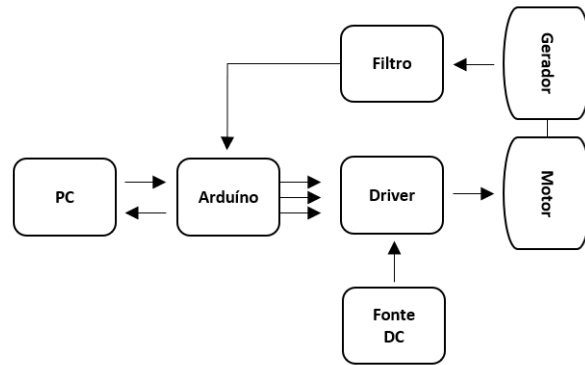 Filtro
Gerador
PC
Arduíno
Driver
Motor
Fonte
DC